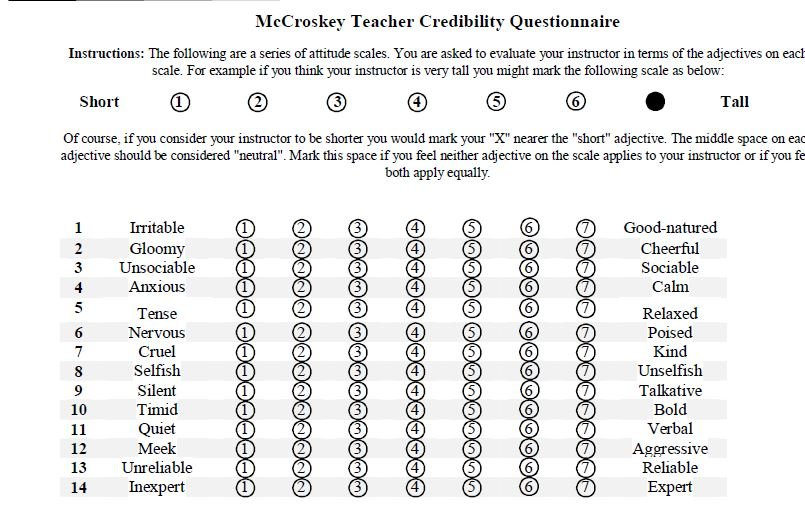 McCroskey Teacher Credibility Questionnaire
Instructions: The following are a series of attitude scales. You are asked to evaluate your instructor in terms of the adjectives on each
scale. For example if you think your instructor is very tall you might mark the following scale as below:
Short 1 2 3 4 5 6 Tall
Of course, if you consider your instructor to be shorter you would mark your "X" nearer the "short" adjective. The middle space on eac
adjective should be considered "neutral". Mark this space if you feel neither adjective on the scale applies to your instructor or if you fe
both apply equally.
1 Irritable 1 2 3 4 5 6 7 Good-natured
2 Gloomy 1 2 3 4 5 6 7 Cheerful
3 Unsociable 1 2 3 4 5 6 7 Sociable
4 Anxious 1 2 3 4 5 6 7 Calm
5 Tense 1 2 3 4 5 6 7 Relaxed
6 Nervous 1 2 3 4 5 6 7 Poised
7 Cruel 1 2 3 4 5 6 7 Kind
8 Selfish 1 2 3 4 5 6 7 Unselfish
9 Silent 1 2 3 4 5 6 7 Talkative
10 Timid 1 2 3 4 5 6 7 Bold
11 Quiet 1 2 3 4 5 6 7 Verbal
12 Meek 1 2 3 4 5 6 7 Aggressive
13 Unreliable 1 2 3 4 5 6 7 Reliable
14 Inexpert 1 2 3 4 5 6 7 Expert